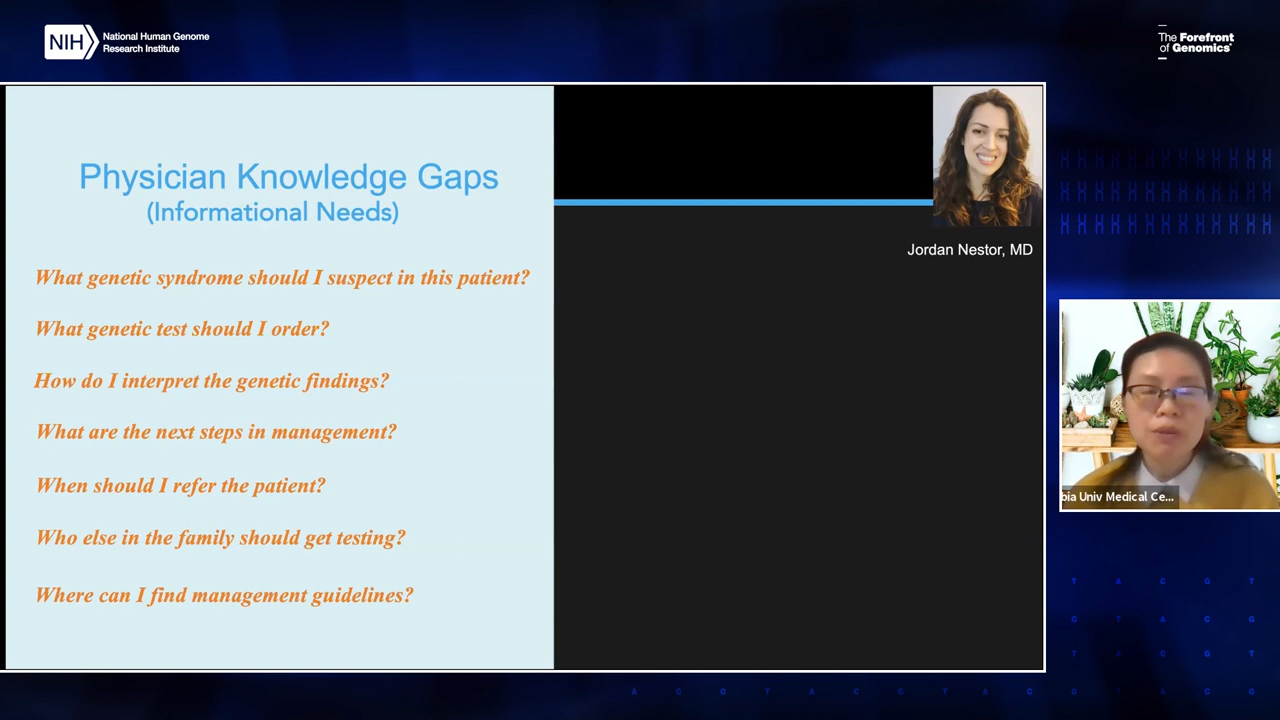 NIH
National Human Genome
Research Institute
The Forefront
of Genomics®
Physician Knowledge Gaps
(Informational Needs)
What genetic syndrome should I suspect in this patient?
What genetic test should I order?
How do I interpret the genetic findings?
What are the next steps in management?
When should I refer the patient?
Who else in the family should get testing?
Where can I find management guidelines?
Jordan Nestor, MD
bia Univ Medical Ce...
T A C G T
G T A C G
T A C G T
A C G T A C G T A C G T A C G